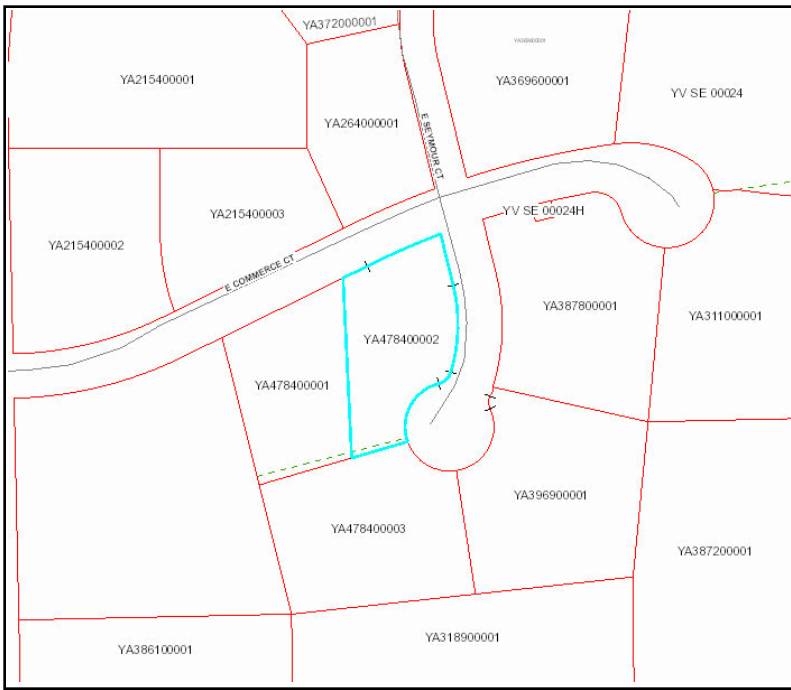 YA372000001
YA215400001
YA369600001
YV SE 00024
YA264000001
E SEYMOUR CT
YA215400003
YV SE 00024H
YA215400002
E COMMERCE CT
YA387800001
YA311000001
YA478400002
YA478400001
YA396900001
YA478400003
YA387200001
YA386100001
YA318900001